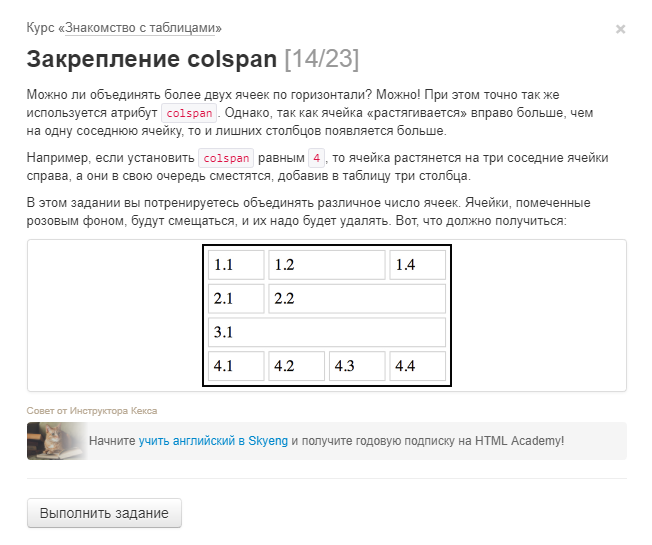 Курс «Знакомство с таблицами»
×
Закрепление colspan [14/23]
Можно ли объединять более двух ячеек по горизонтали? Можно! При этом точно так же
используется атрибут colspan. Однако, так как ячейка «растягивается» вправо больше, чем
на одну соседнюю ячейку, то и лишних столбцов появляется больше.
Например, если установить colspan равным 4, то ячейка растянется на три соседние ячейки
справа, а они в свою очередь сместятся, добавив в таблицу три столбца.
В этом задании вы потренируетесь объединять различное число ячеек. Ячейки, помеченные
розовым фоном, будут смещаться, и их надо будет удалять. Вот, что должно получиться:
1.1 1.2 1.4
2.1 2.2
3.1
4.1 4.2 4.3 4.4
Совет от Инструктора Кекса
Начните учить английский в Skyeng и получите годовую подписку на HTML Academy!
Выполнить задание